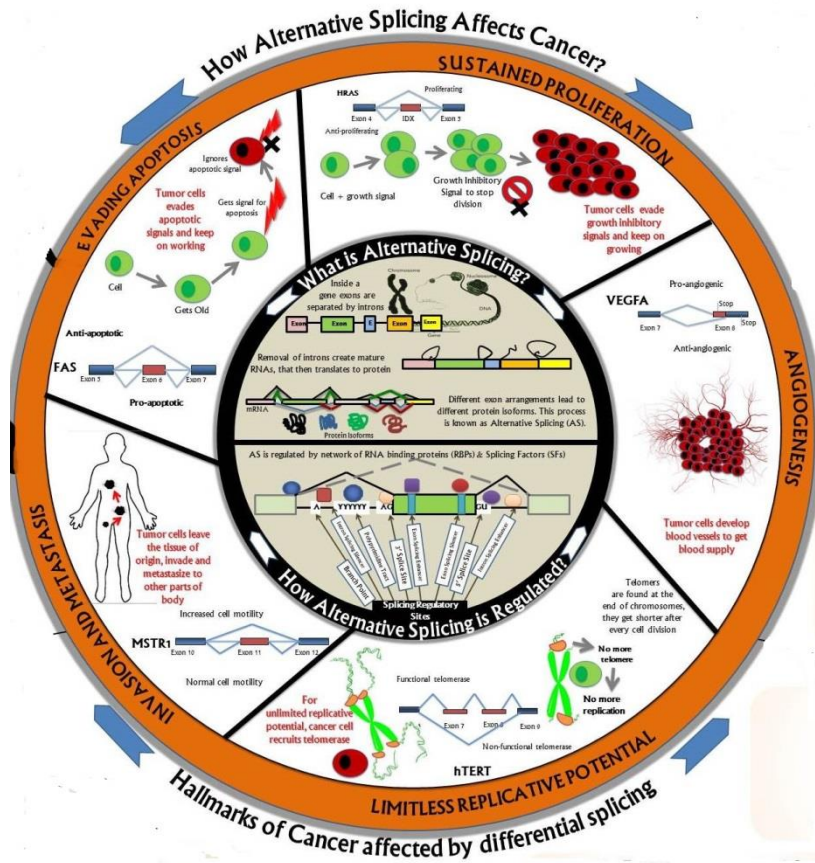 How Alternative Splicing Affects Cancer?
SUSTAINED PROLIFERATION
HRAS
Proliferating
Exon 4
IDX
Exon 5
Anti-proliferating
Cell + growth signal
Growth Inhibitory
Signal to stop
division
Tumor cells evade
growth inhibitory
signals and keep on
growing
ANGIOGENESIS
VEGFA
Pro-angiogenic
Stop
Exon 7
Exon 8
Stop
Anti-angiogenic
Tumor cells develop
blood vessels to get
blood supply
LIMITLESS REPLICATIVE POTENTIAL
Telomers
are found at the
end of chromosomes,
they get shorter after
every cell division
No more
telomere
No more
replication
Functional telomerase
Exon 7
Exon 8
Exon 9
Non-functional telomerase
hTERT
For
unlimited replicative
potential, cancer cell
recruits telomerase
INVASION AND METASTASIS
Tumor cells leave
the tissue of
origin, invade and
metastasize to
other parts of
body
Increased cell motility
MSTR1
Exon 10
Exon 11
Exon 12
Normal cell motility
EVADING APOPTOSIS
Ignores
apoptotic signal
Tumor cells
evades
apoptotic
signals and keep
on working
Gets signal for
apoptosis
Cell
Gets Old
Anti-apoptotic
FAS
Exon 5
Exon 6
Exon 7
Pro-apoptotic
What is Alternative Splicing?
Inside a
gene exons are
separated by introns
Chromosome
Nucleosome
DNA
Gene
Exon
Exon
E
Exon
Exon
Removal of introns create mature
RNAs, that then translates to protein
mRNA
Protein Isoforms
Different exon arrangements lead to
different protein isoforms. This process
is known as Alternative Splicing (AS).
AS is regulated by network of RNA binding proteins (RBPs) & Splicing Factors (SFs)
A
YYYYYY
AG
GU
Branch Point
Intron Splicing Silencer
Polypyrimidine Tract
3' Splice Site
Exon Splicing Enhancer
Exon Splicing Silencer
5' Splice Site
Intron Splicing Enhancer
Splicing Regulatory
Sites
How Alternative Splicing is Regulated?
Hallmarks of Cancer affected by differential splicing